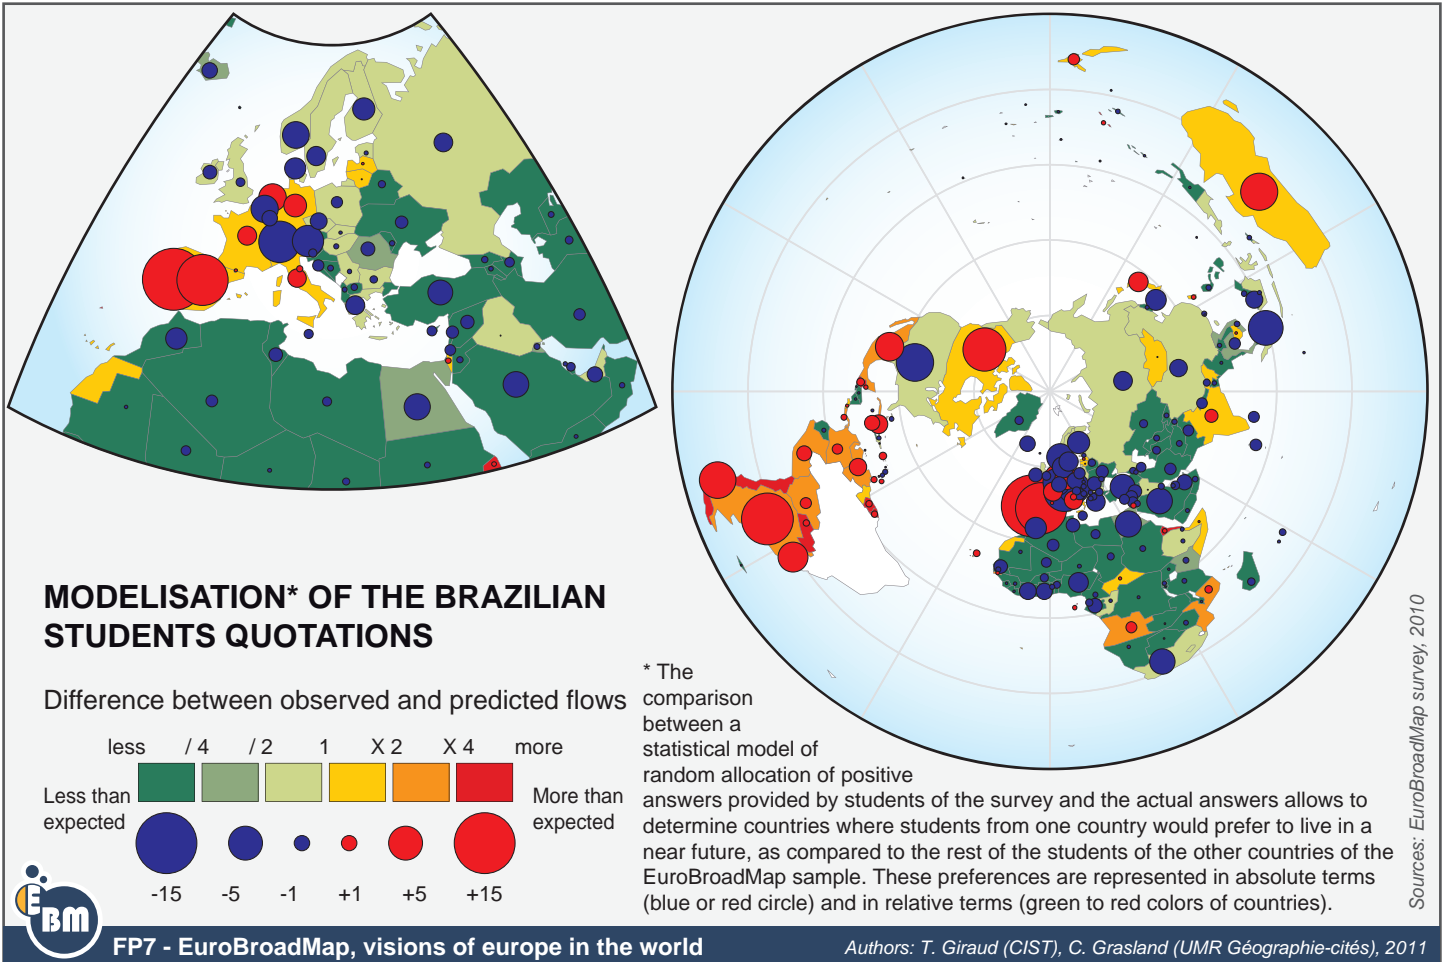 MODELISATION* OF THE BRAZILIAN
STUDENTS QUOTATIONS
Difference between observed and predicted flows
less / 4 / 2 1 X 2 X 4 more
Less than
expected
More than
expected
-15 -5 -1 +1 +5 +15
* The
comparison
between a
statistical model of
random allocation of positive
answers provided by students of the survey and the actual answers allows to
determine countries where students from one country would prefer to live in a
near future, as compared to the rest of the students of the other countries of the
EuroBroadMap sample. These preferences are represented in absolute terms
(blue or red circle) and in relative terms (green to red colors of countries).
Sources: EuroBroadMap survey, 2010
EBM
FP7 - EuroBroadMap, visions of europe in the world
Authors: T. Giraud (CIST), C. Grasland (UMR Géographie-cités), 2011